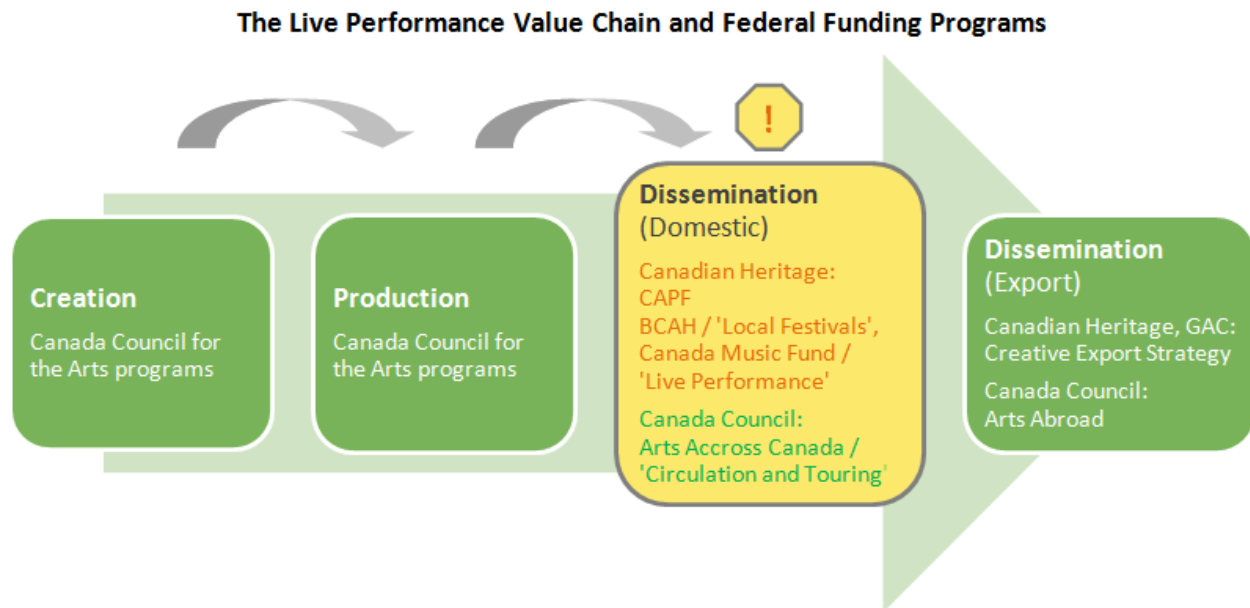 The Live Performance Value Chain and Federal Funding Programs
!
Creation
Canada Council for
the Arts programs
Production
Canada Council for
the Arts programs
Dissemination
(Domestic)
Canadian Heritage:
CAPF
BCAH / 'Local Festivals',
Canada Music Fund /
'Live Performance'
Canada Council:
Arts Accross Canada /
'Circulation and Touring'
Dissemination
(Export)
Canadian Heritage, GAC:
Creative Export Strategy
Canada Council:
Arts Abroad